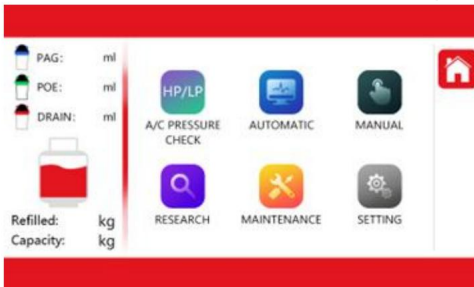 PAG: ml
POE: ml
DRAIN: ml
Refilled: kg
Capacity: kg
HP/LP
A/C PRESSURE
CHECK
AUTOMATIC
MANUAL
RESEARCH
MAINTENANCE
SETTING